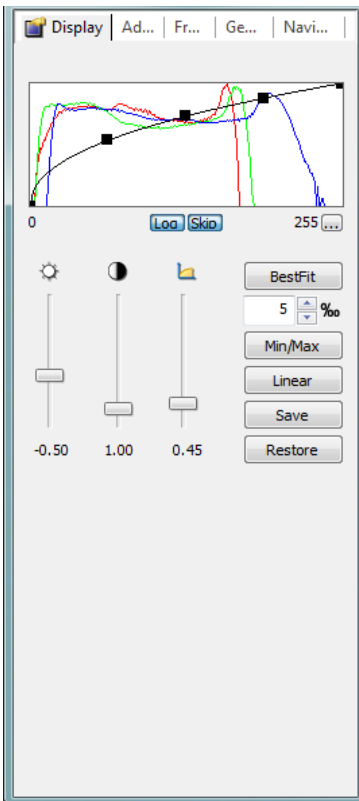 Display Ad... Fr... Ge... Navi...
0 Log Skip 255 ...
BestFit
5 ‰
Min/Max
Linear
Save
-0.50 1.00 0.45 Restore